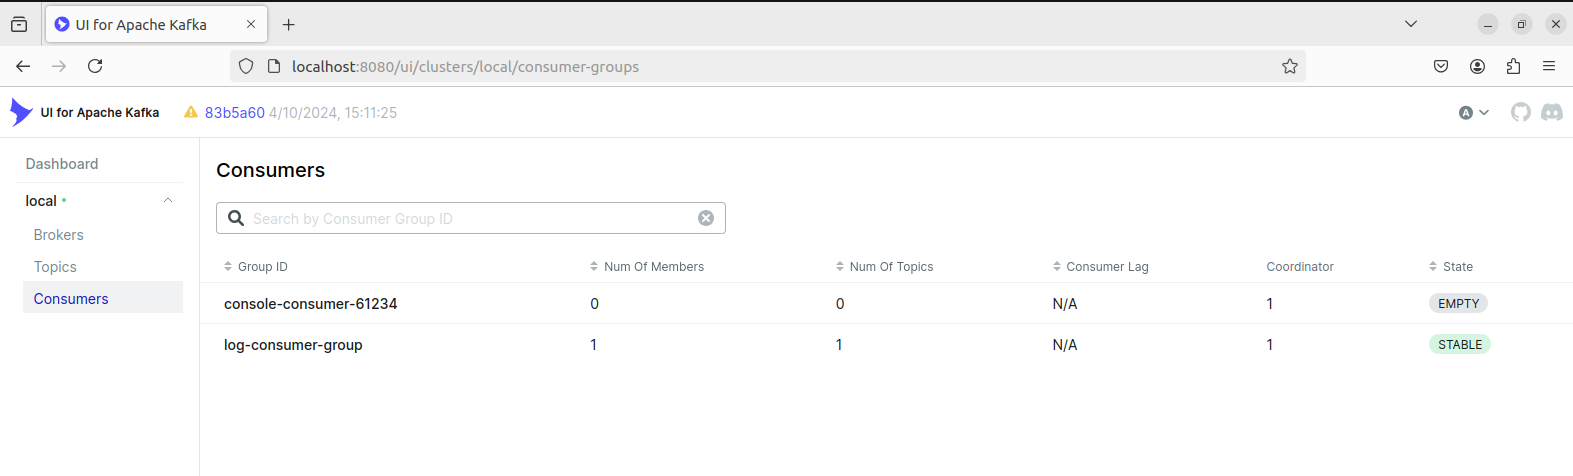 UI for Apache Kafka
localhost:8080/ui/clusters/local/consumer-groups
UI for Apache Kafka 83b5a60 4/10/2024, 15:11:25 A
Dashboard
local
Brokers
Topics
Consumers
Consumers
Search by Consumer Group ID
Group ID Num Of Members Num Of Topics Consumer Lag Coordinator State
console-consumer-61234 0 0 N/A 1 EMPTY
log-consumer-group 1 1 N/A 1 STABLE